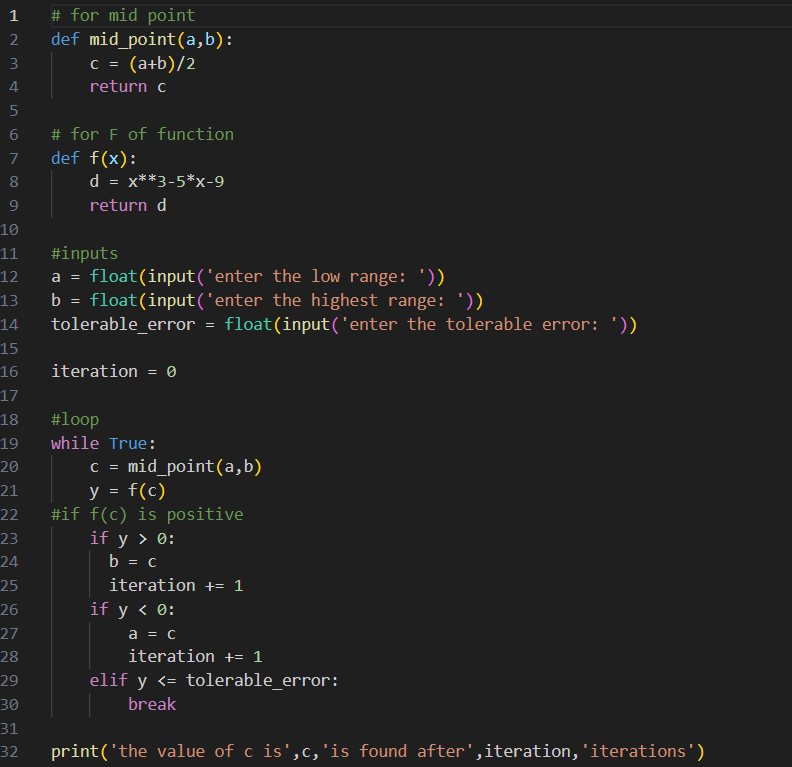 1 # for mid point
2 def mid_point(a,b):
3     c = (a+b)/2
4     return c
5
6 # for F of function
7 def f(x):
8     d = x**3-5*x-9
9     return d
10
11 #inputs
12 a = float(input('enter the low range: '))
13 b = float(input('enter the highest range: '))
14 tolerable_error = float(input('enter the tolerable error: '))
15
16 iteration = 0
17
18 #loop
19 while True:
20     c = mid_point(a,b)
21     y = f(c)
22 #if f(c) is positive
23     if y > 0:
24       b = c
25       iteration += 1
26     if y < 0:
27         a = c
28         iteration += 1
29     elif y <= tolerable_error:
30         break
31
32 print('the value of c is',c,'is found after',iteration,'iterations')